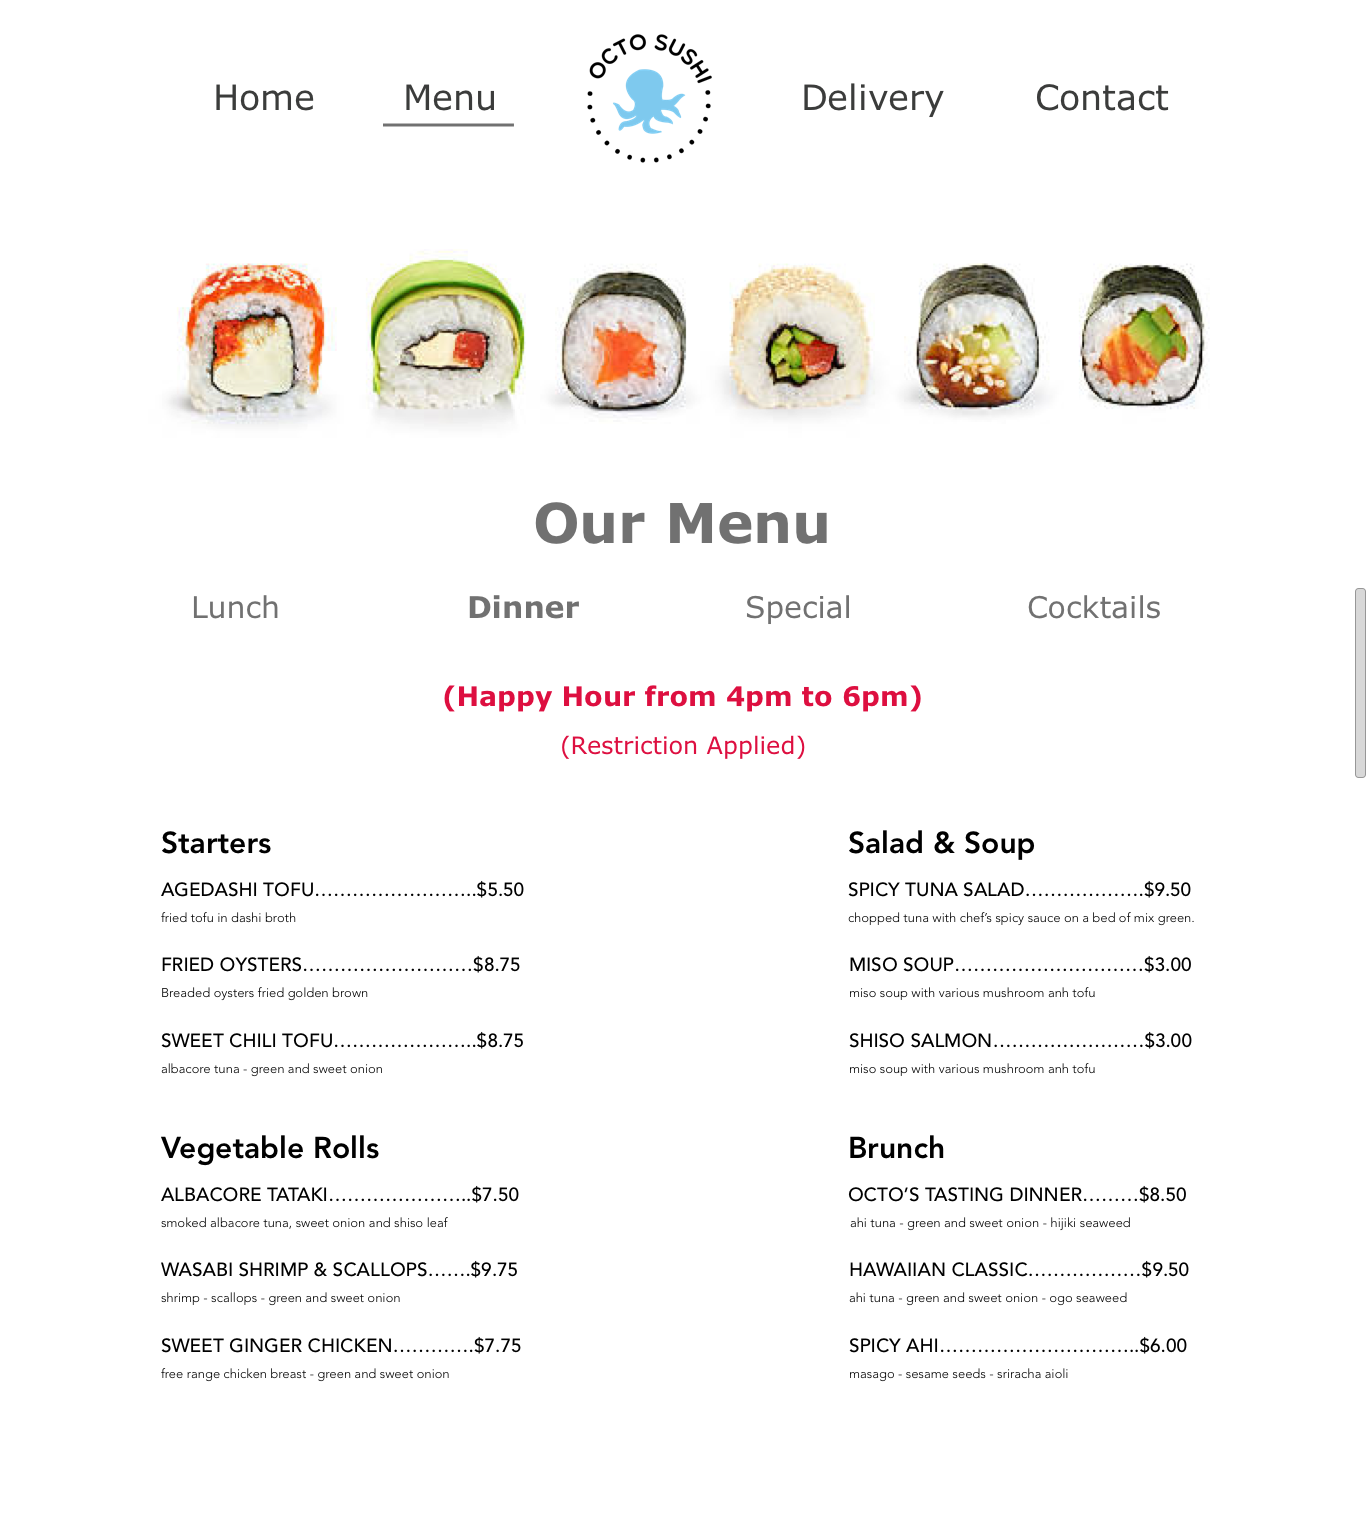 Home
Menu
OCTO SUSHI
Delivery
Contact
Our Menu
Lunch
Dinner
Special
Cocktails
(Happy Hour from 4pm to 6pm)
(Restriction Applied)
Starters
AGEDASHI TOFU……………………..$5.50
fried tofu in dashi broth
FRIED OYSTERS………………………$8.75
Breaded oysters fried golden brown
SWEET CHILI TOFU…………………..$8.75
albacore tuna - green and sweet onion
Salad & Soup
SPICY TUNA SALAD……………….$9.50
chopped tuna with chef’s spicy sauce on a bed of mix green.
MISO SOUP…………………………$3.00
miso soup with various mushroom anh tofu
SHISO SALMON……………………$3.00
miso soup with various mushroom anh tofu
Vegetable Rolls
ALBACORE TATAKI…………………..$7.50
smoked albacore tuna, sweet onion and shiso leaf
WASABI SHRIMP & SCALLOPS…….$9.75
shrimp - scallops - green and sweet onion
SWEET GINGER CHICKEN………….$7.75
free range chicken breast - green and sweet onion
Brunch
OCTO’S TASTING DINNER………$8.50
ahi tuna - green and sweet onion - hijiki seaweed
HAWAIIAN CLASSIC………………$9.50
ahi tuna - green and sweet onion - ogo seaweed
SPICY AHI…………………………..$6.00
masago - sesame seeds - sriracha aioli